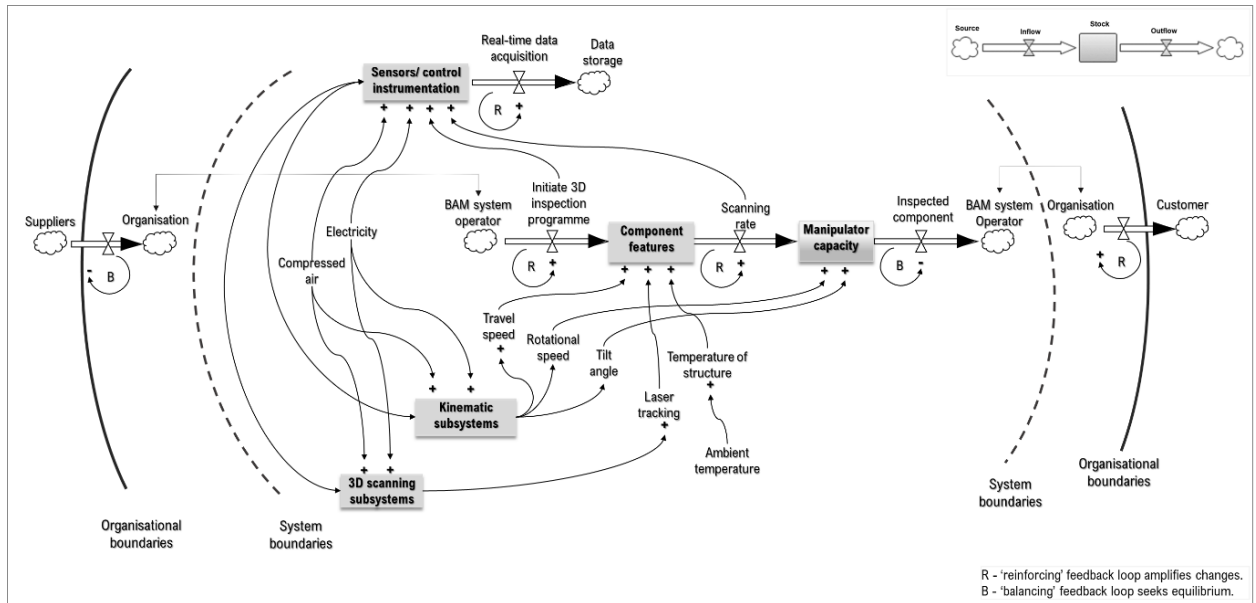 Source
Inflow
Stock
Outflow
Real-time data
acquisition
Data
storage
Sensors/ control
instrumentation
R
+
+ + + +
Suppliers
Organisation
B
-
BAM system
operator
Initiate 3D
inspection
programme
R
+
Component
features
Scanning
rate
R
+
Manipulator
capacity
Inspected
component
B
-
BAM system
Operator
Organisation
Customer
+
R
Electricity
Compressed
air
+ + +
+ +
Travel
speed
+
Rotational
speed
Tilt
angle
Temperature of
structure
+
Laser
tracking
+
Ambient
temperature
+ +
Kinematic
subsystems
+ +
3D scanning
subsystems
Organisational
boundaries
System
boundaries
System
boundaries
Organisational
boundaries
R - 'reinforcing' feedback loop amplifies changes.
B - 'balancing' feedback loop seeks equilibrium.